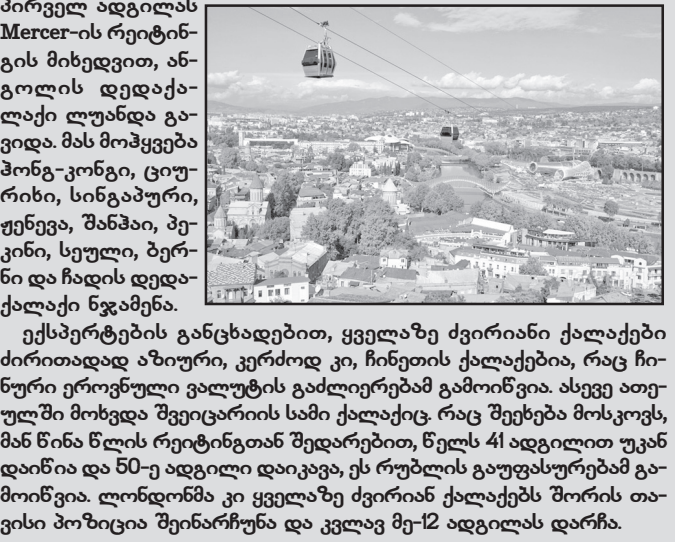 პირველ ადგილას
Mercer-ის რეიტინ-
გის მიხედვით, ან-
გოლის დედაქა-
ლაქი ლუანდა გა-
ვიდა. მას მოჰყვება
ჰონგ-კონგი, ციუ-
რიხი, სინგაპური,
ჟენევა, შანჰაი, პე-
კინი, სეული, ბერ-
ნი და ჩადის დედა-
ქალაქი ნჯამენა.
ექსპერტების განცხადებით, ყველაზე ძვირიანი ქალაქები
ძირითადად აზიური, კერძოდ კი, ჩინეთის ქალაქებია, რაც ჩი-
ნური ეროვნული ვალუტის გაძლიერებამ გამოიწვია. ასევე ათე-
ულში მოხვდა შვეიცარიის სამი ქალაქიც. რაც შეეხება მოსკოვს,
მან წინა წლის რეიტინგთან შედარებით, წელს 41 ადგილით უკან
დაიწია და 50-ე ადგილი დაიკავა, ეს რუბლის გაუფასურებამ გა-
მოიწვია. ლონდონმა კი ყველაზე ძვირიან ქალაქებს შორის თა-
ვისი პოზიცია შეინარჩუნა და კვლავ მე-12 ადგილას დარჩა.